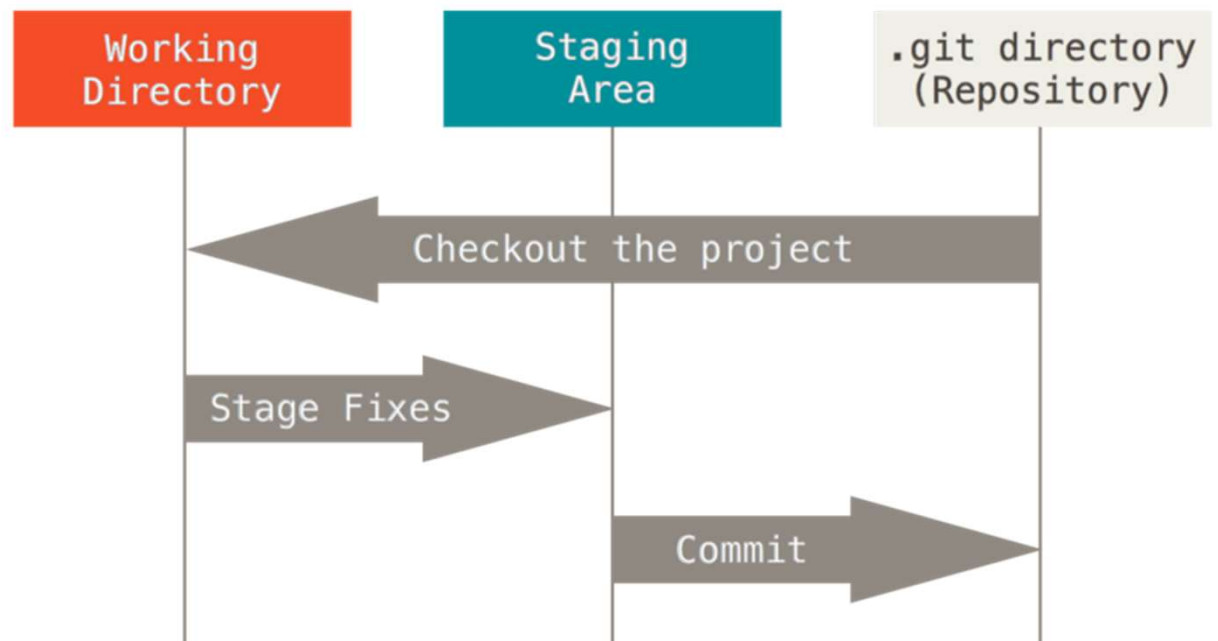 Working
Directory
Staging
Area
.git directory
(Repository)
Checkout the project
Stage Fixes
Commit